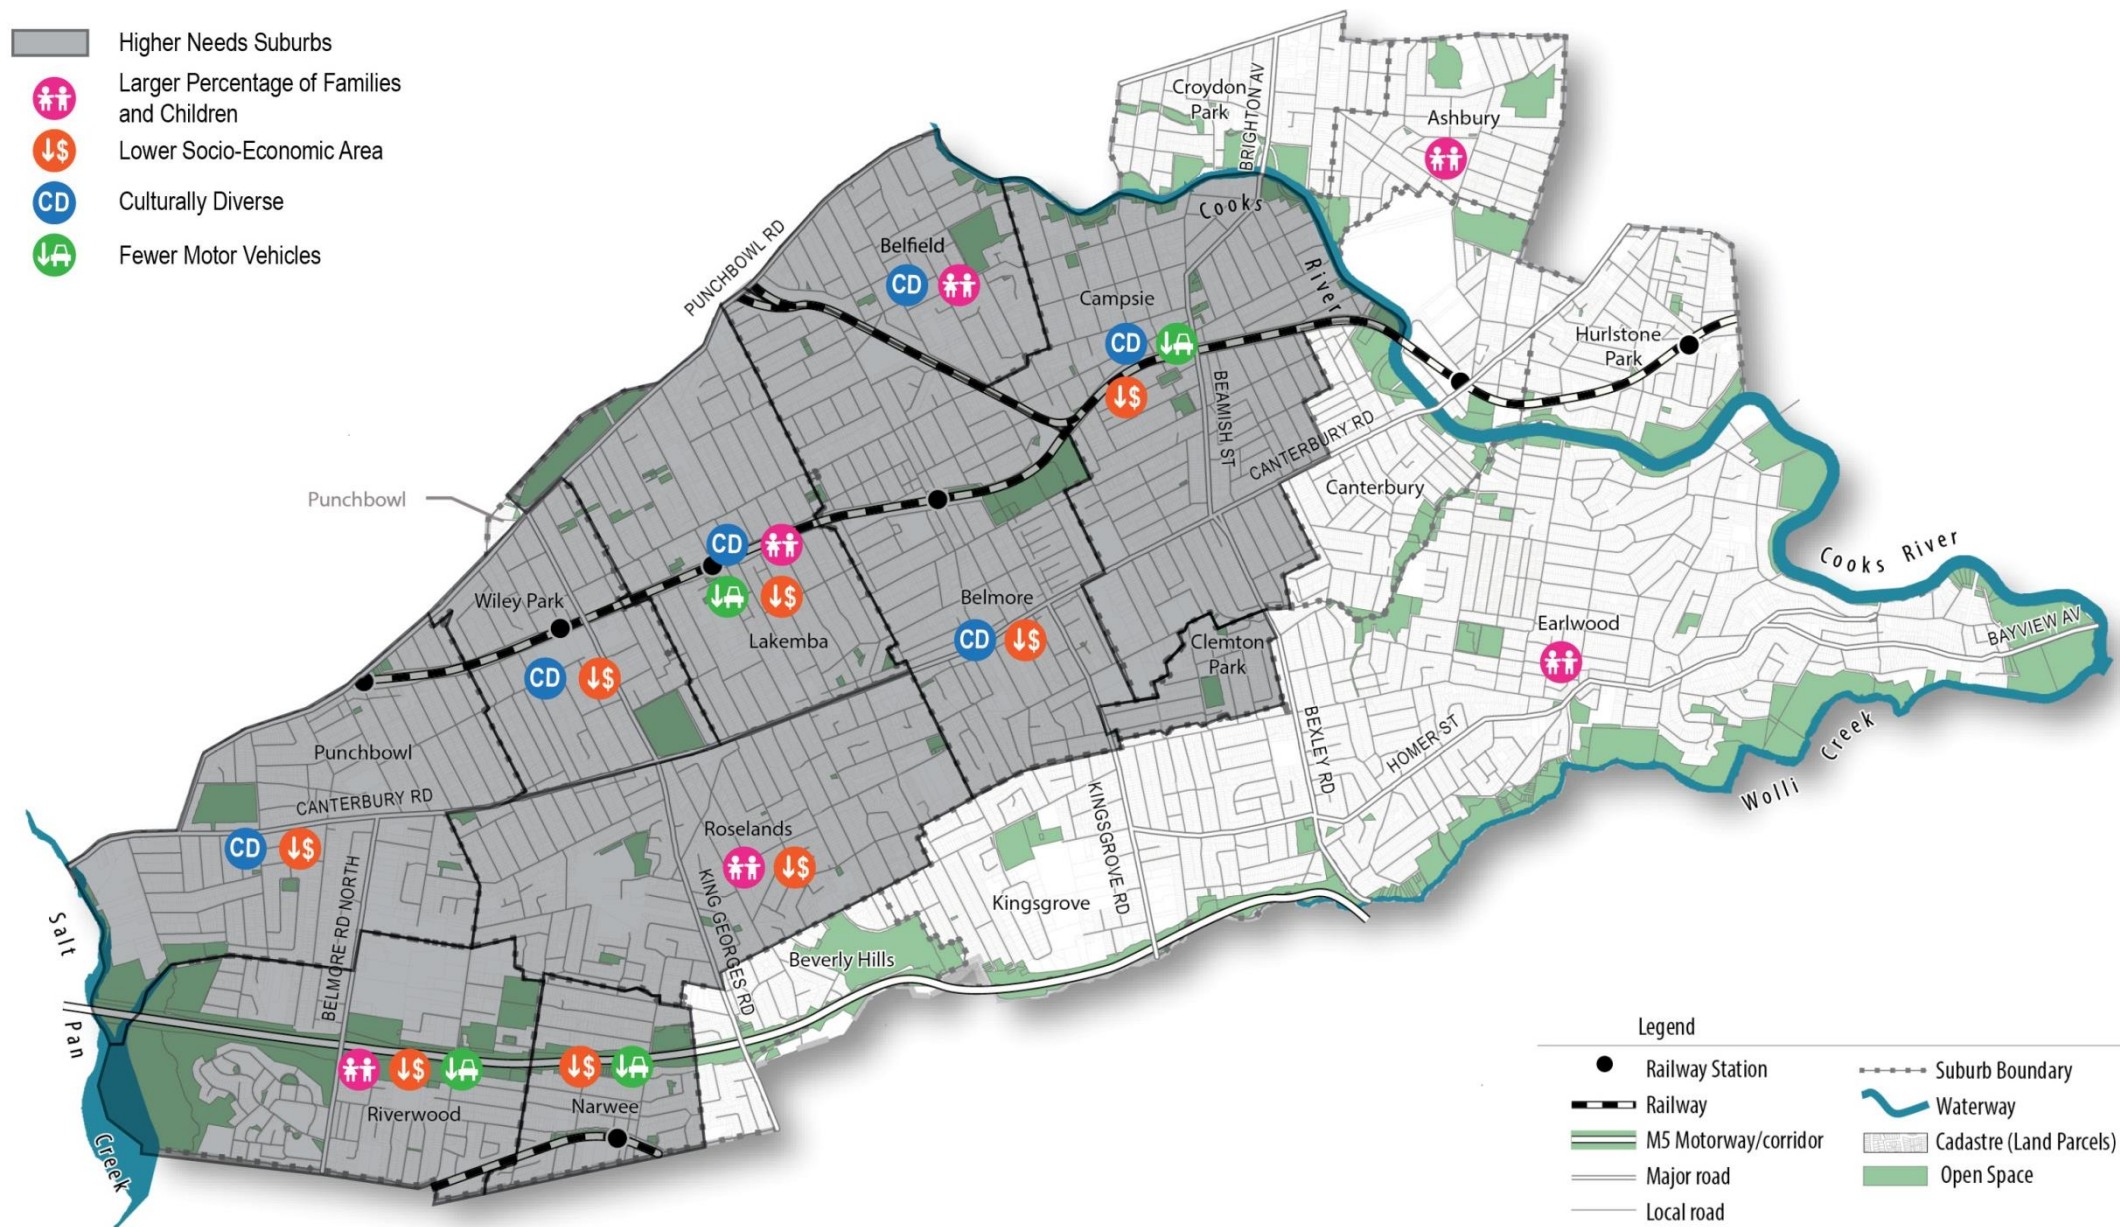 Higher Needs Suburbs
Larger Percentage of Families
and Children
↓$ Lower Socio-Economic Area
CD Culturally Diverse
Fewer Motor Vehicles
Croydon
Park
BRIGHTON AV
Ashbury
Cooks
River
PUNCHBOWL RD
Belfield
CD
Campsie
CD
↓$
Hurlstone
Park
BEAMISH ST
CANTERBURY RD
Canterbury
Punchbowl
CD
↓$
Lakemba
Wiley Park
CD ↓$
Belmore
CD ↓$
Clemton
Park
Earlwood
Cooks River
BAYVIEW AV
Wolli Creek
HOMER ST
BEXLEY RD
Punchbowl
CANTERBURY RD
CD ↓$
Roselands
↓$
KINGSGROVE RD
Kingsgrove
KING GEORGES RD
BELMORE RD NORTH
Beverly Hills
Salt Pan Creek
↓$
Riverwood
↓$
Narwee
Legend
Railway Station
Railway
M5 Motorway/corridor
Major road
Local road
Suburb Boundary
Waterway
Cadastre (Land Parcels)
Open Space